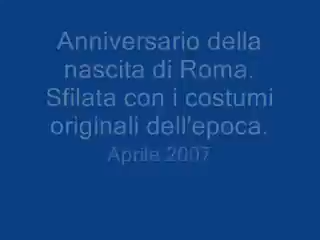 Anniversario della
nascita di Roma.
Sfilata con i costumi
originali dell'epoca.
Aprile 2007